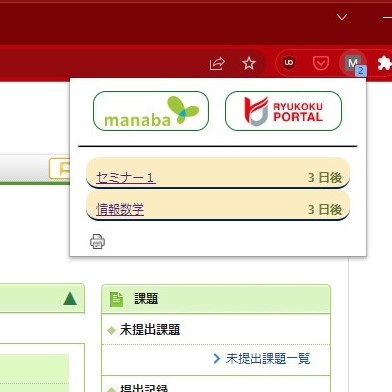 UD
M
2
manaba
RYUKOKU
PORTAL
セミナー１ 3 日後
情報数学 3 日後
課題
未提出課題
未提出課題一覧
提出記録